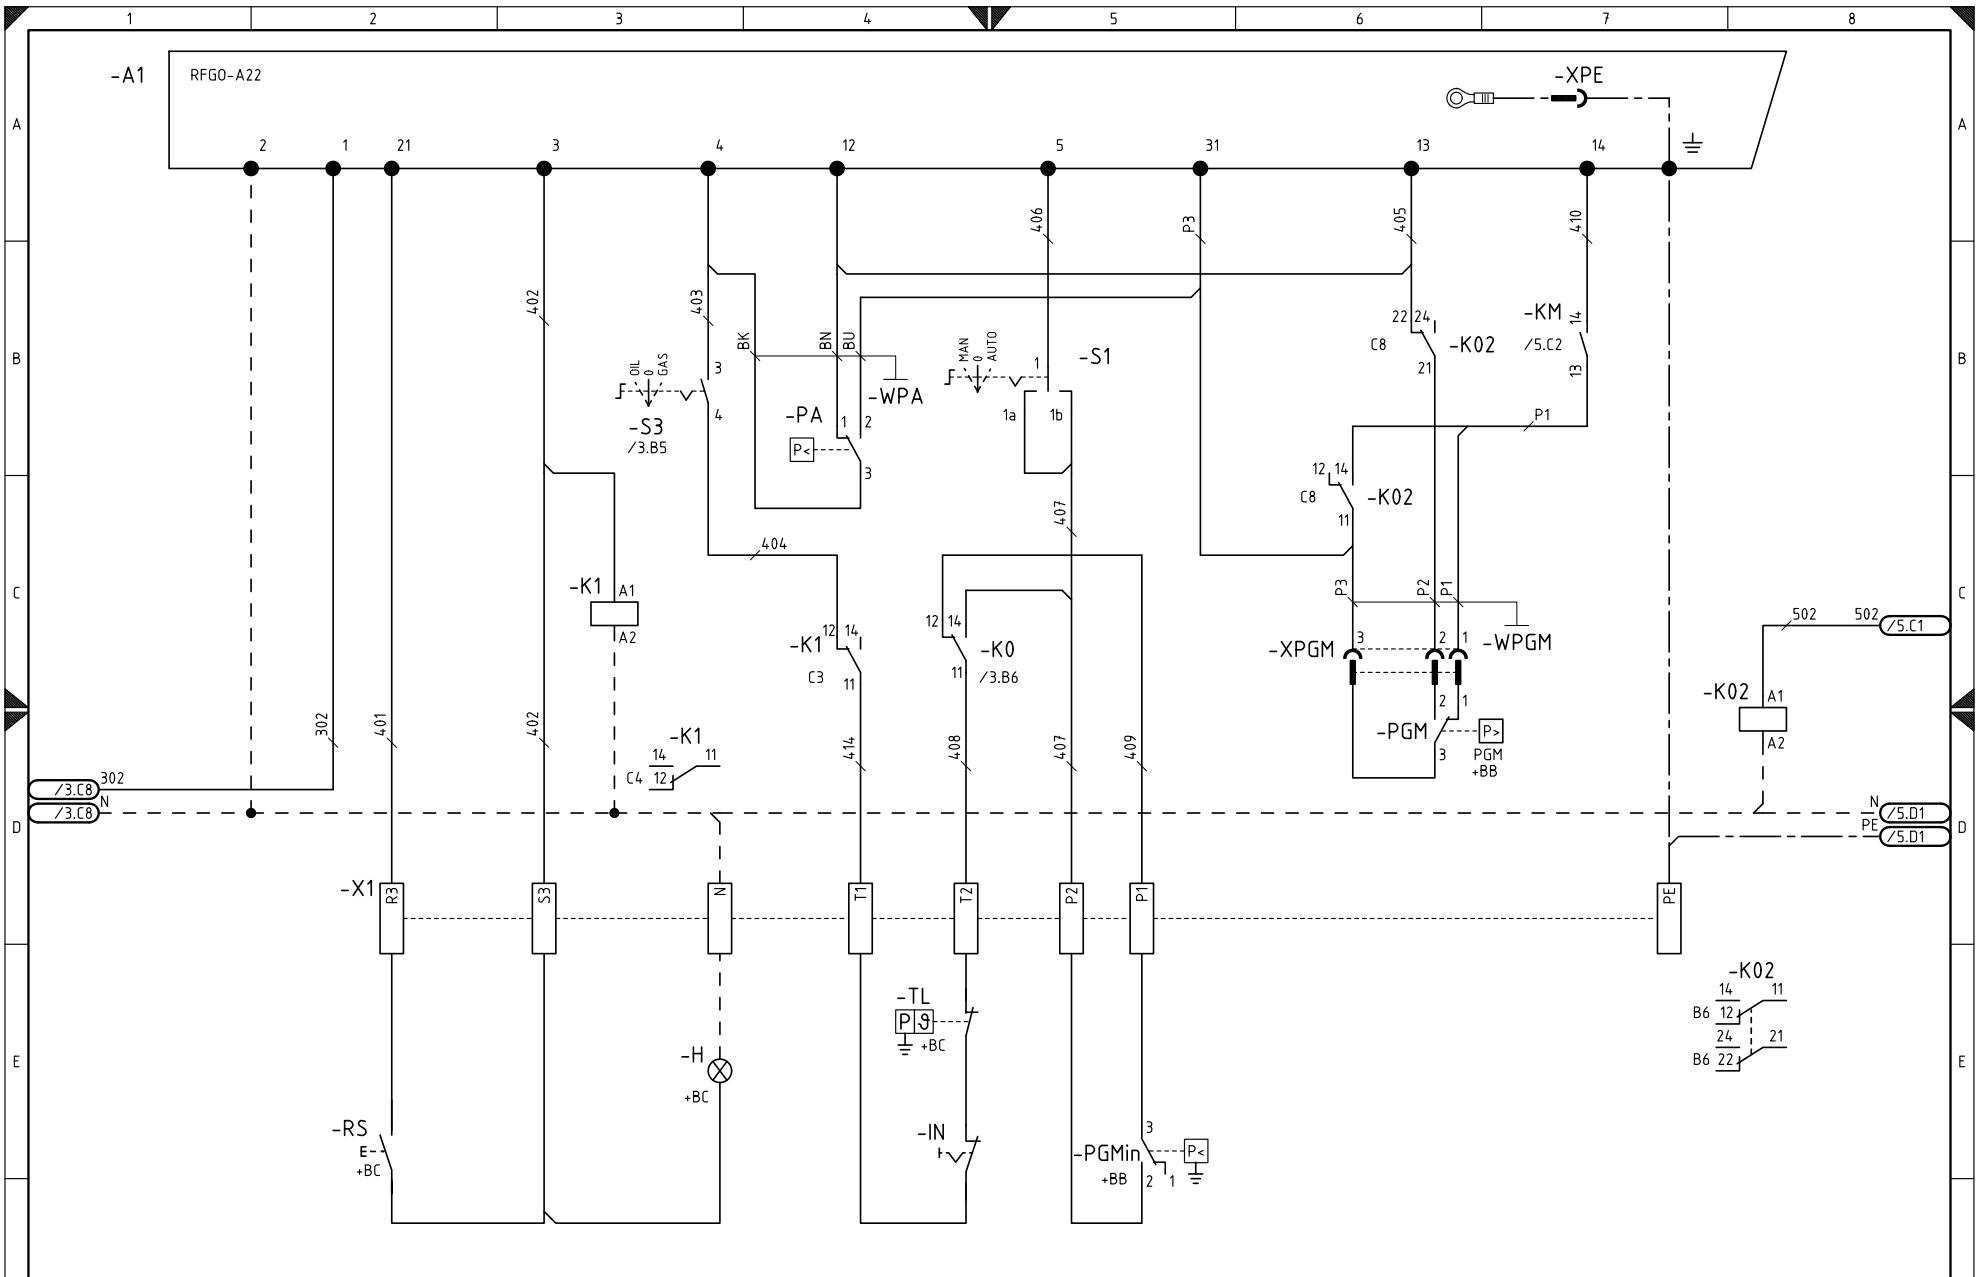 1 2 3 4 5 6 7 8
-A1 RFGO-A22 -XPE
A A
2 1 21 3 4 12 5 31 13 14
406 P3 405 410
402 403 BK BN BU
OIL 0 GAS
MAN 0 AUTO
3
4
-S3
/3.B5
-WPA
-PA
1 2
P<
3
1 -S1
1a 1b
22 24
C8 -K02
21
-KM 14
/5.C2
13
P1
B B
12 14
C8 -K02
11
407
404
-K1 A1
A2
12 14
-K1
C3 11
12 14
-K0
11 /3.B6
P3 P2 P1
3 2 1
-XPGM -WPGM
2 1
-PGM P>
3 PGM
+BB
502 502 /5.C1
-K02 A1
A2
C C
302 401 402 414 408 407 409
-K1
14 11
C4 12
/3.C8 302
/3.C8 N
N /5.D1
PE /5.D1
D D
-X1 R3 S3 N T1 T2 P2 P1 PE
-TL
P ϑ
+BC
-H
+BC
-K02
14 11
B6 12
24 21
B6 22
E E
-RS
E
+BC
-IN
3
-PGMin P<
+BB 2 1